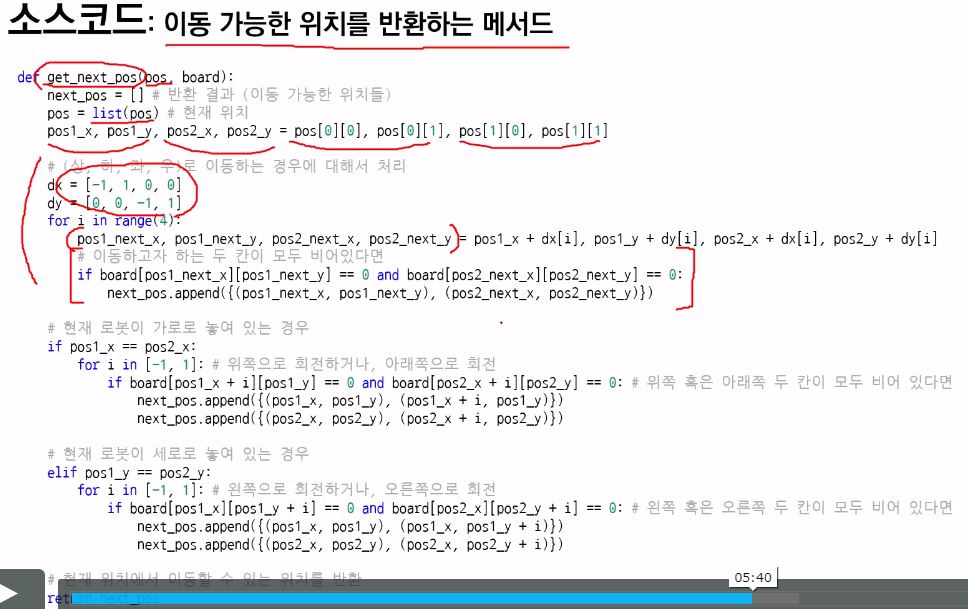 소스코드: 이동 가능한 위치를 반환하는 메서드
def get_next_pos(pos, board):
next_pos = [] # 반환 결과 (이동 가능한 위치들)
pos = list(pos) # 현재 위치
pos1_x, pos1_y, pos2_x, pos2_y = pos[0][0], pos[0][1], pos[1][0], pos[1][1]
# (상, 하, 좌, 우)로 이동하는 경우에 대해서 처리
dx = [-1, 1, 0, 0]
dy = [0, 0, -1, 1]
for i in range(4):
pos1_next_x, pos1_next_y, pos2_next_x, pos2_next_y = pos1_x + dx[i], pos1_y + dy[i], pos2_x + dx[i], pos2_y + dy[i]
# 이동하고자 하는 두 칸이 모두 비어있다면
if board[pos1_next_x][pos1_next_y] == 0 and board[pos2_next_x][pos2_next_y] == 0:
next_pos.append({(pos1_next_x, pos1_next_y), (pos2_next_x, pos2_next_y)})
# 현재 로봇이 가로로 놓여 있는 경우
if pos1_x == pos2_x:
for i in [-1, 1]: # 위쪽으로 회전하거나, 아래쪽으로 회전
if board[pos1_x + i][pos1_y] == 0 and board[pos2_x + i][pos2_y] == 0: # 위쪽 혹은 아래쪽 두 칸이 모두 비어 있다면
next_pos.append({(pos1_x, pos1_y), (pos1_x + i, pos1_y)})
next_pos.append({(pos2_x, pos2_y), (pos2_x + i, pos2_y)})
# 현재 로봇이 세로로 놓여 있는 경우
elif pos1_y == pos2_y:
for i in [-1, 1]: # 왼쪽으로 회전하거나, 오른쪽으로 회전
if board[pos1_x][pos1_y + i] == 0 and board[pos2_x][pos2_y + i] == 0: # 왼쪽 혹은 오른쪽 두 칸이 모두 비어 있다면
next_pos.append({(pos1_x, pos1_y), (pos1_x, pos1_y + i)})
next_pos.append({(pos2_x, pos2_y), (pos2_x, pos2_y + i)})
# 현재 위치에서 이동할 수 있는 위치를 반환
return next_pos
05:40